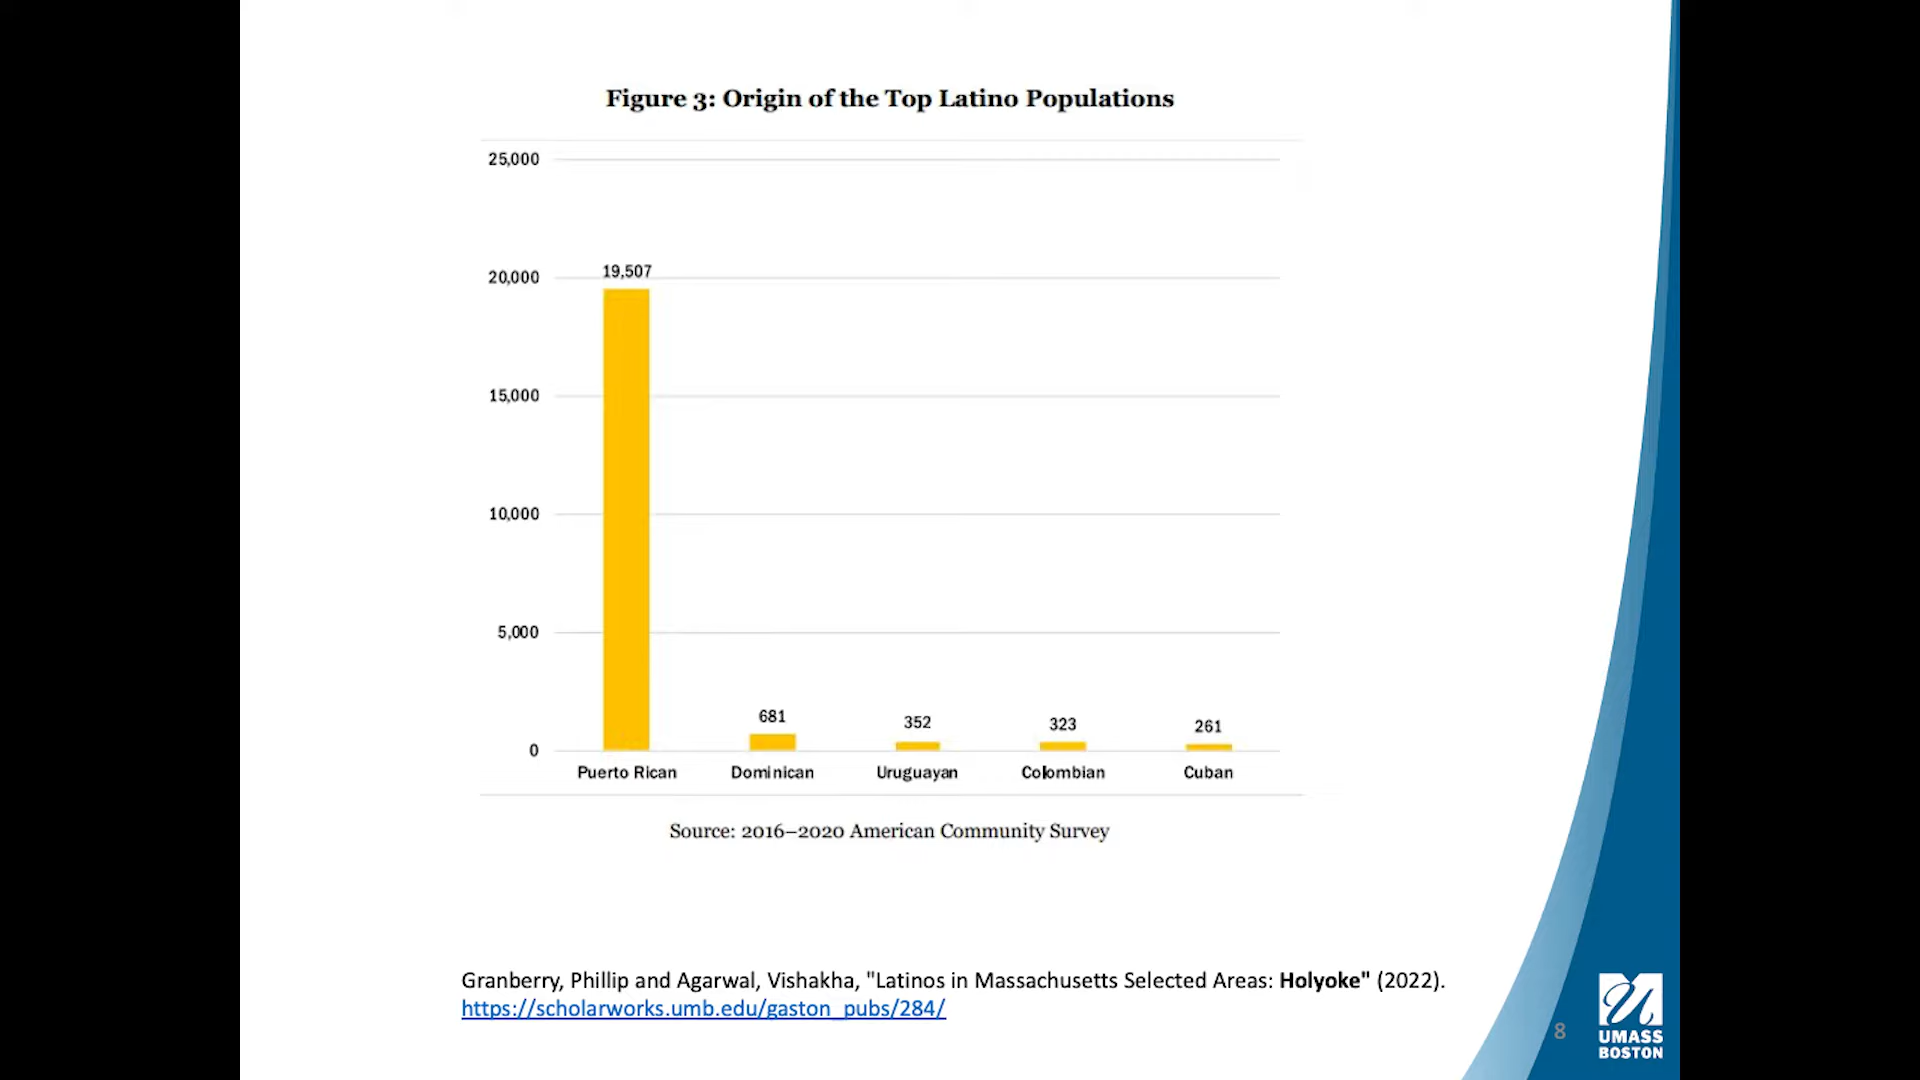 Figure 3: Origin of the Top Latino Populations
25,000
20,000
15,000
10,000
5,000
0
19,507
681
352
323
261
Puerto Rican
Dominican
Uruguayan
Colombian
Cuban
Source: 2016–2020 American Community Survey
Granberry, Phillip and Agarwal, Vishakha, "Latinos in Massachusetts Selected Areas: Holyoke" (2022).
https://scholarworks.umb.edu/gaston_pubs/284/
8
UMASS
BOSTON